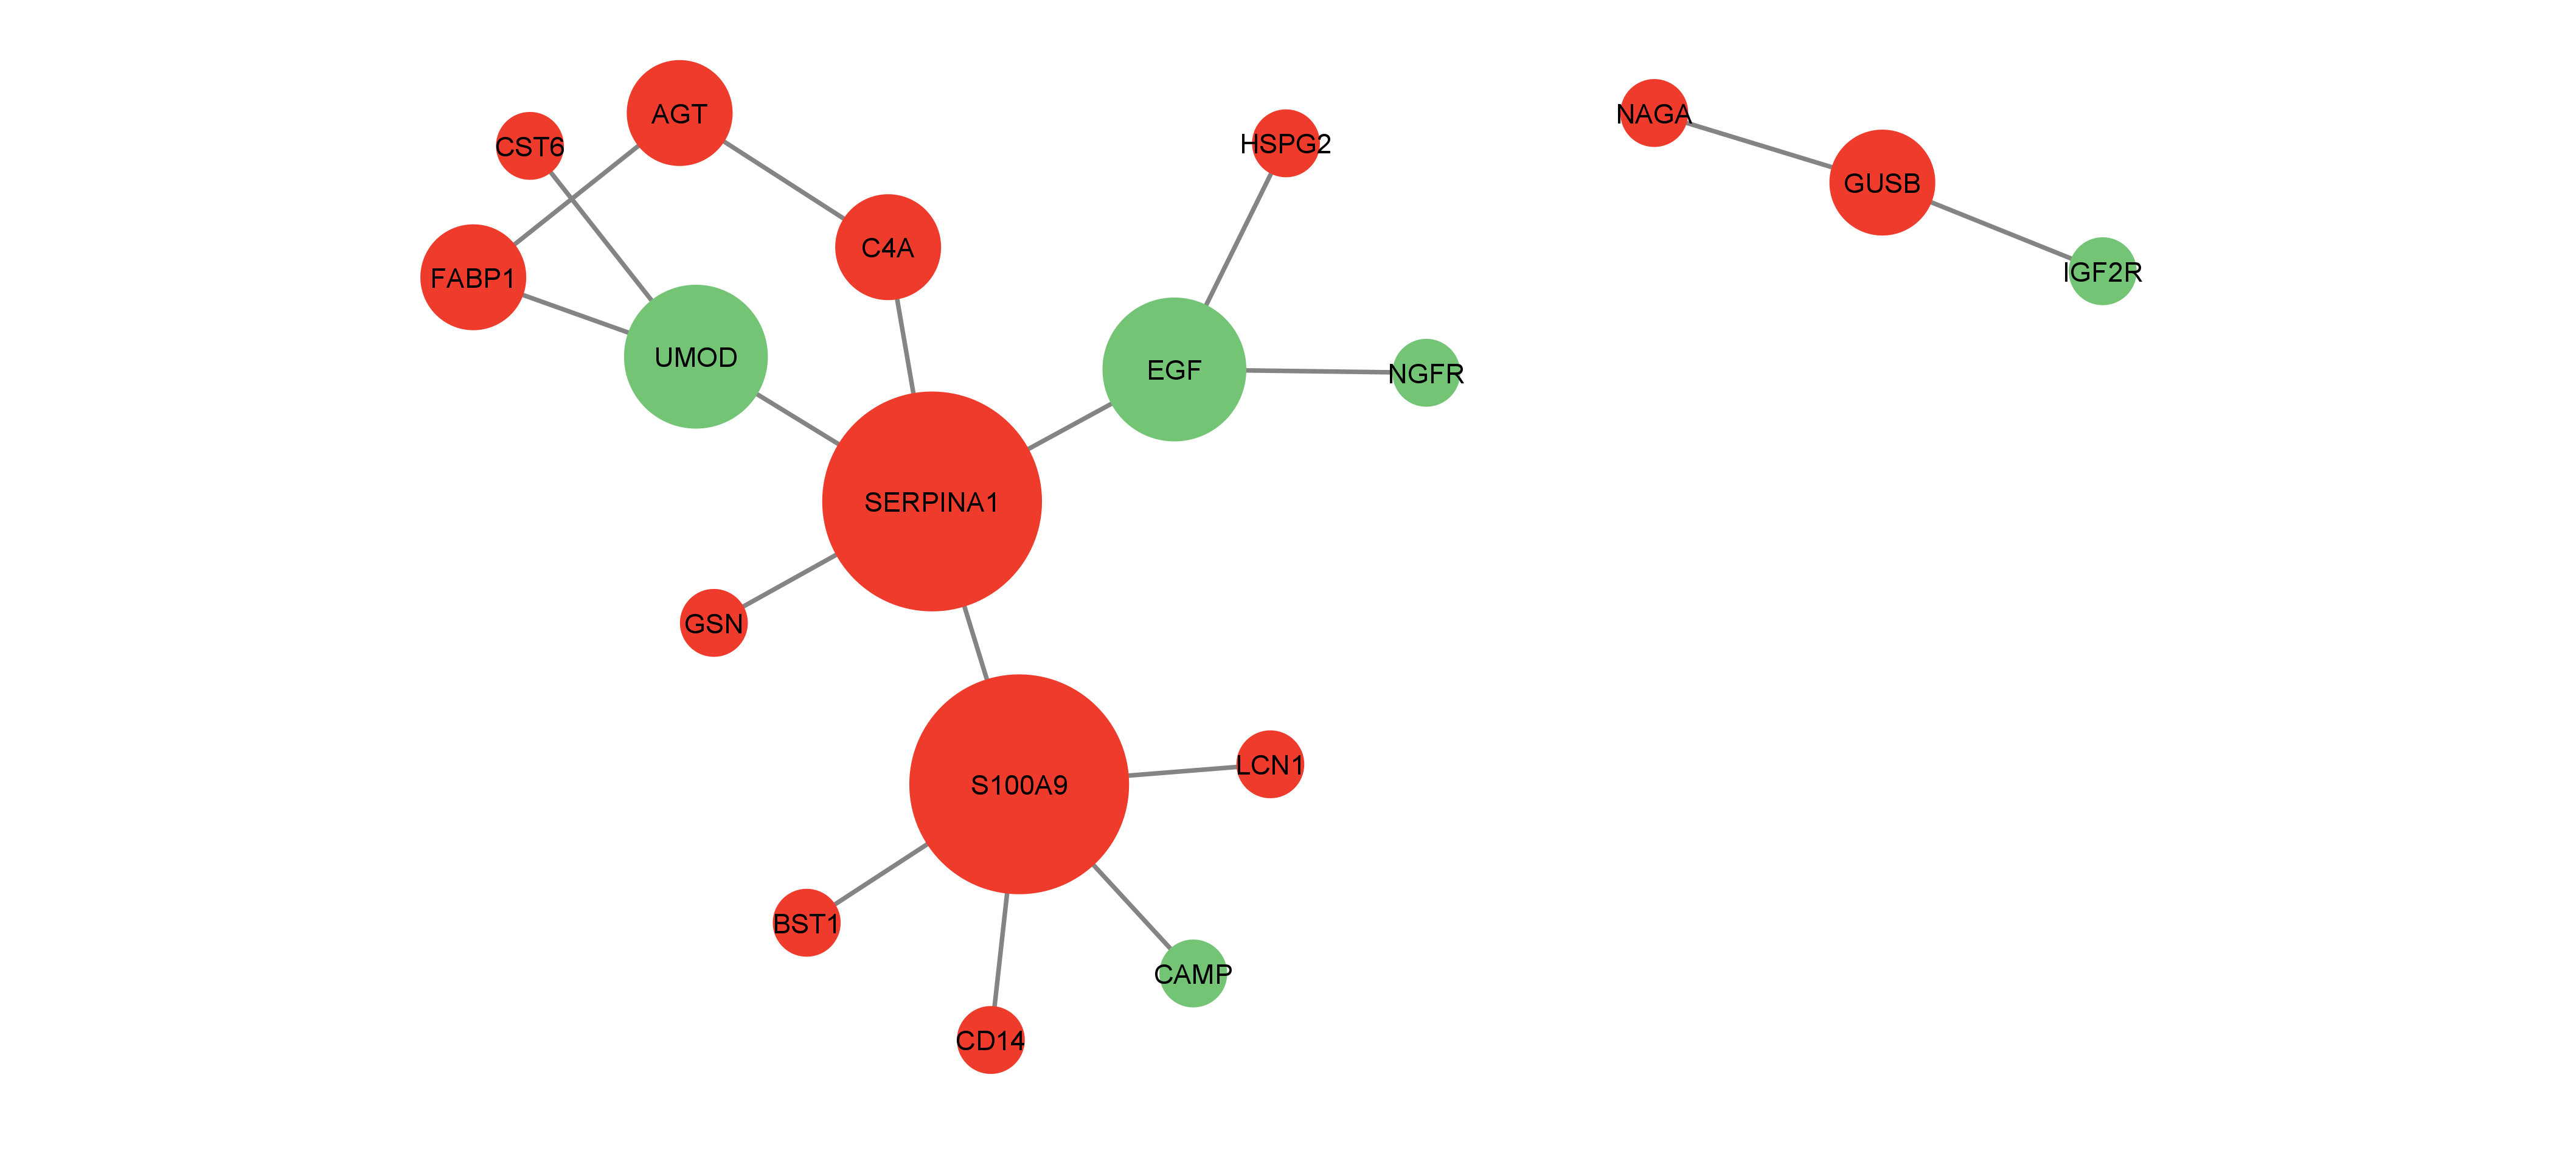 AGT
NAGA
CST6
HSPG2
GUSB
C4A
FABP1
IGF2R
UMOD
EGF
NGFR
SERPINA1
GSN
LCN1
S100A9
BST1
CAMP
CD14